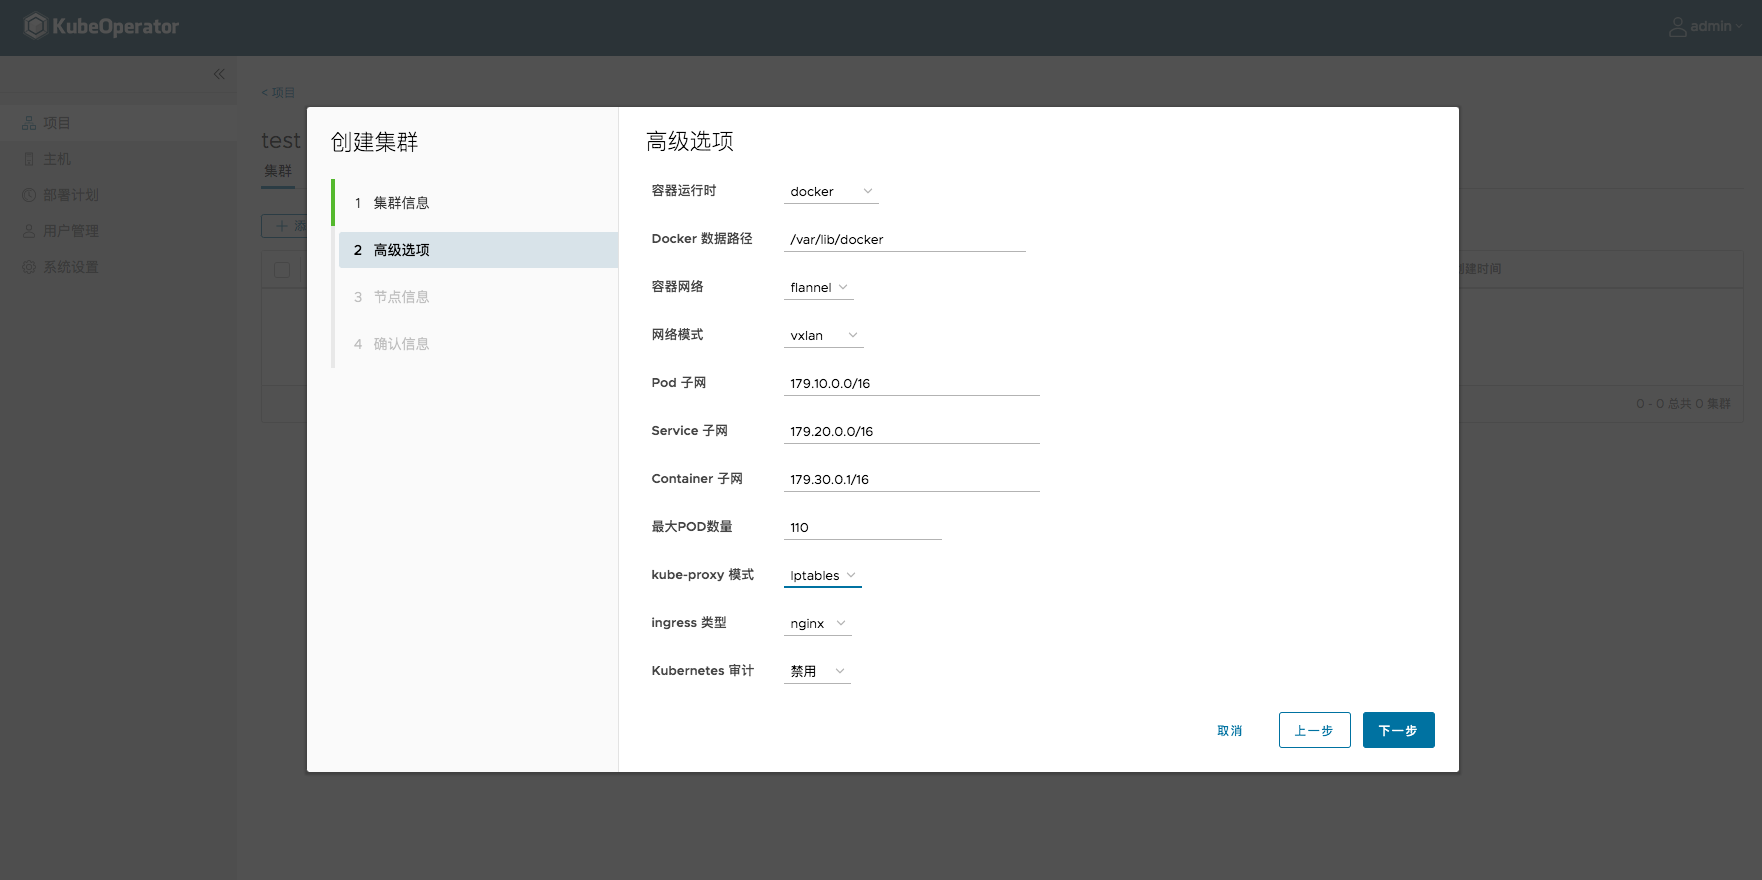 KubeOperator
admin
< 项目
项目
主机
部署计划
用户管理
系统设置
test
集群
创建时间
0 - 0 总共 0 集群
创建集群
1 集群信息
2 高级选项
3 节点信息
4 确认信息
高级选项
容器运行时 docker
Docker 数据路径 /var/lib/docker
容器网络 flannel
网络模式 vxlan
Pod 子网 179.10.0.0/16
Service 子网 179.20.0.0/16
Container 子网 179.30.0.1/16
最大POD数量 110
kube-proxy 模式 Iptables
ingress 类型 nginx
Kubernetes 审计 禁用
取消 上一步 下一步